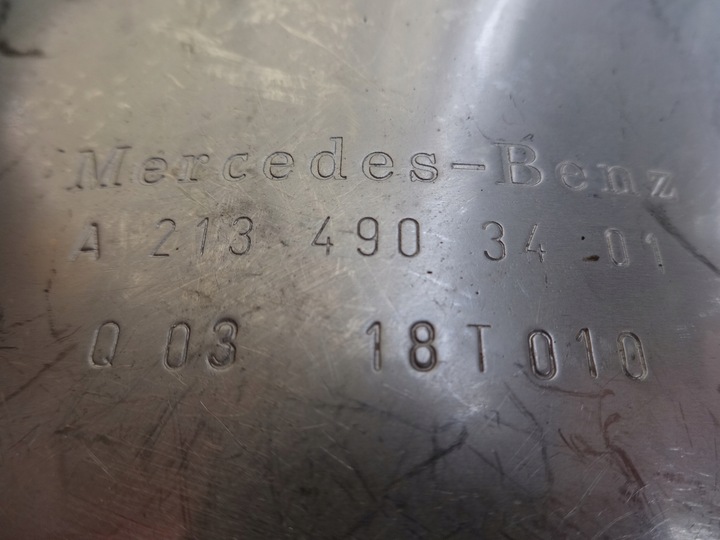 Mercedes-Benz
A 213 490 34 01
Q 03 18T010